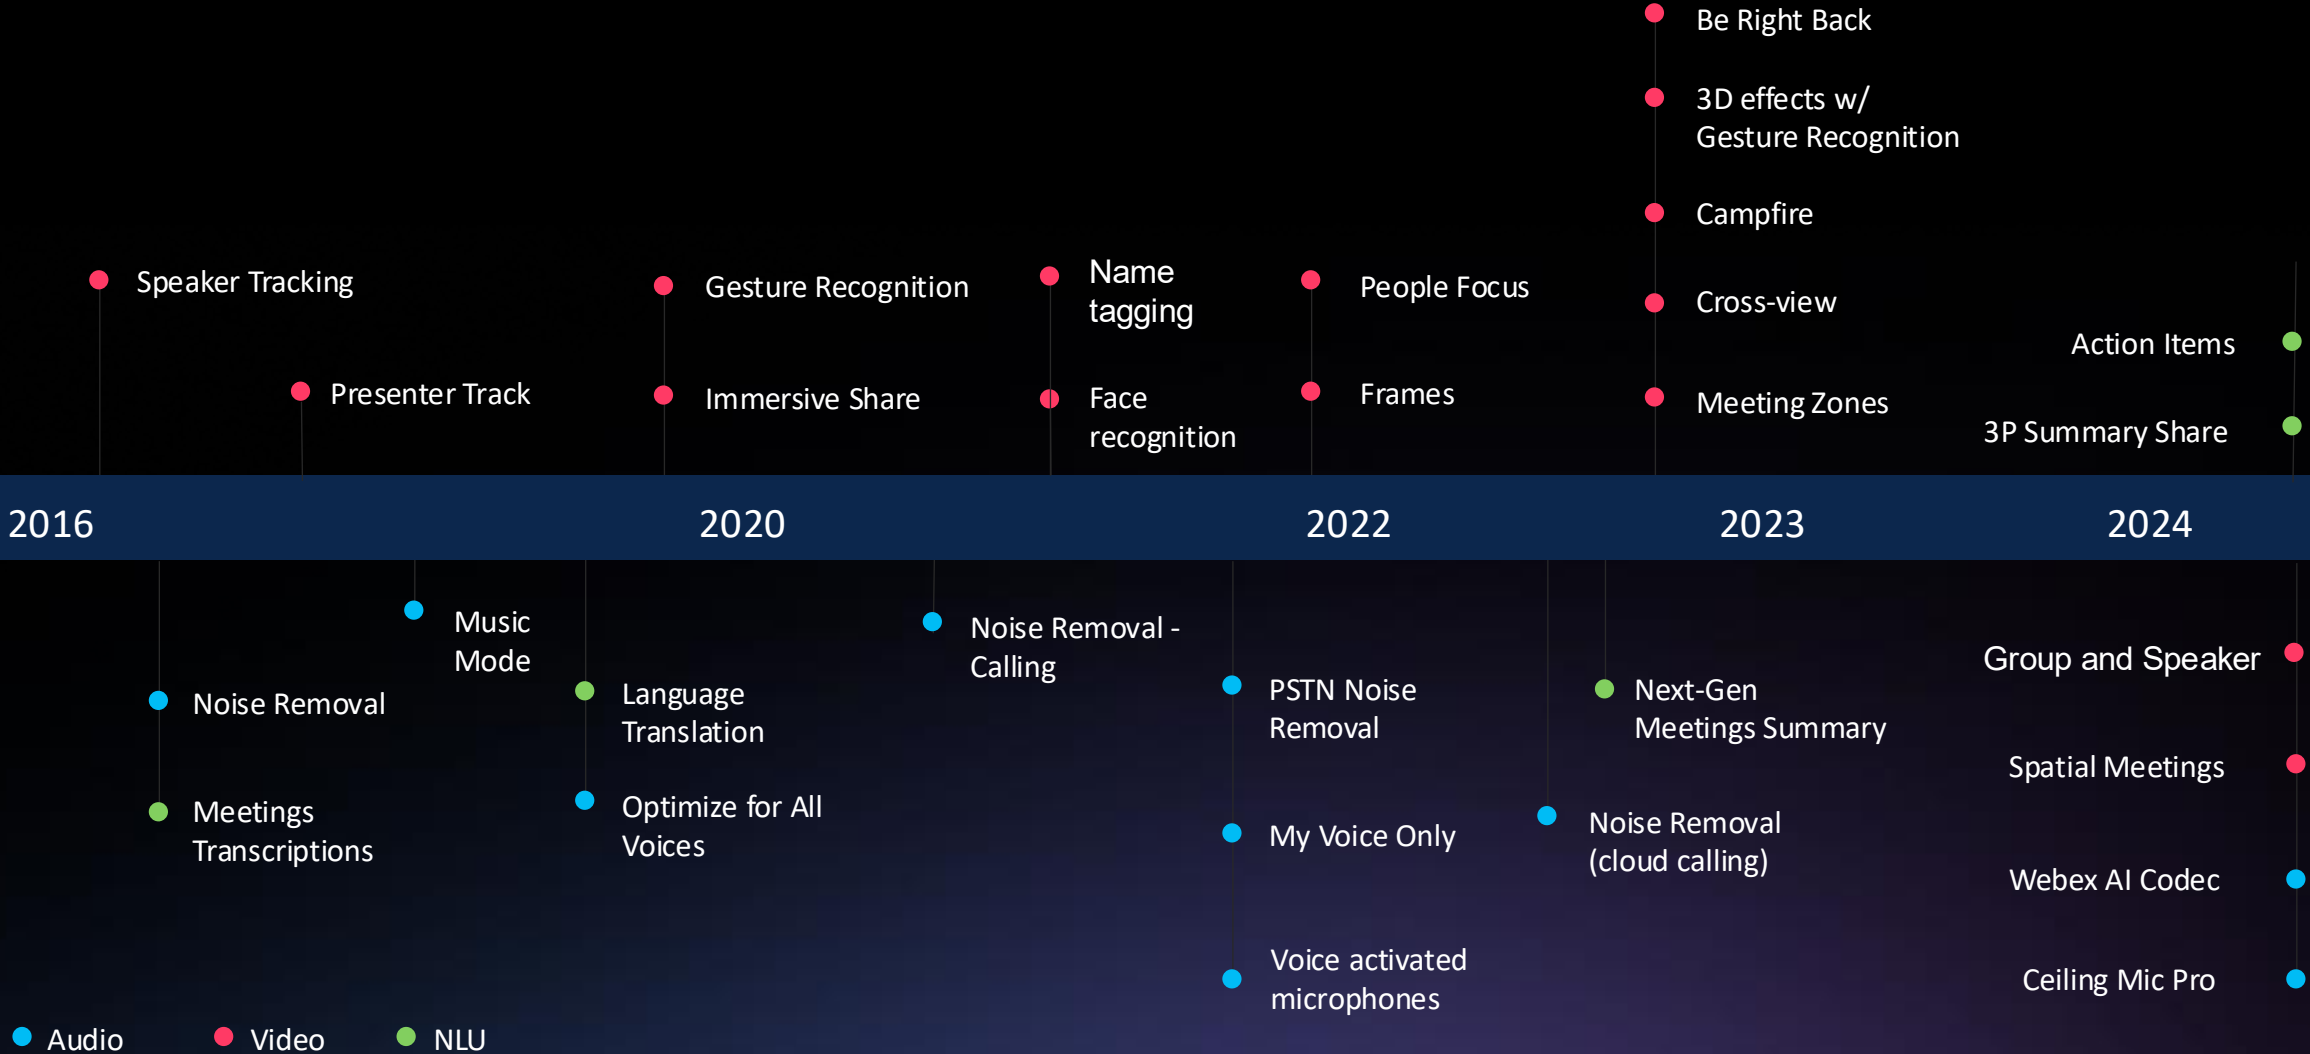 Be Right Back
3D effects w/
Gesture Recognition
Campfire
Cross-view
Meeting Zones
Speaker Tracking
Presenter Track
Gesture Recognition
Immersive Share
Name
tagging
Face
recognition
People Focus
Frames
Action Items
3P Summary Share
2016
2020
2022
2023
2024
Noise Removal
Meetings
Transcriptions
Music
Mode
Language
Translation
Optimize for All
Voices
Noise Removal -
Calling
PSTN Noise
Removal
My Voice Only
Voice activated
microphones
Next-Gen
Meetings Summary
Noise Removal
(cloud calling)
Group and Speaker
Spatial Meetings
Webex AI Codec
Ceiling Mic Pro
Audio
Video
NLU